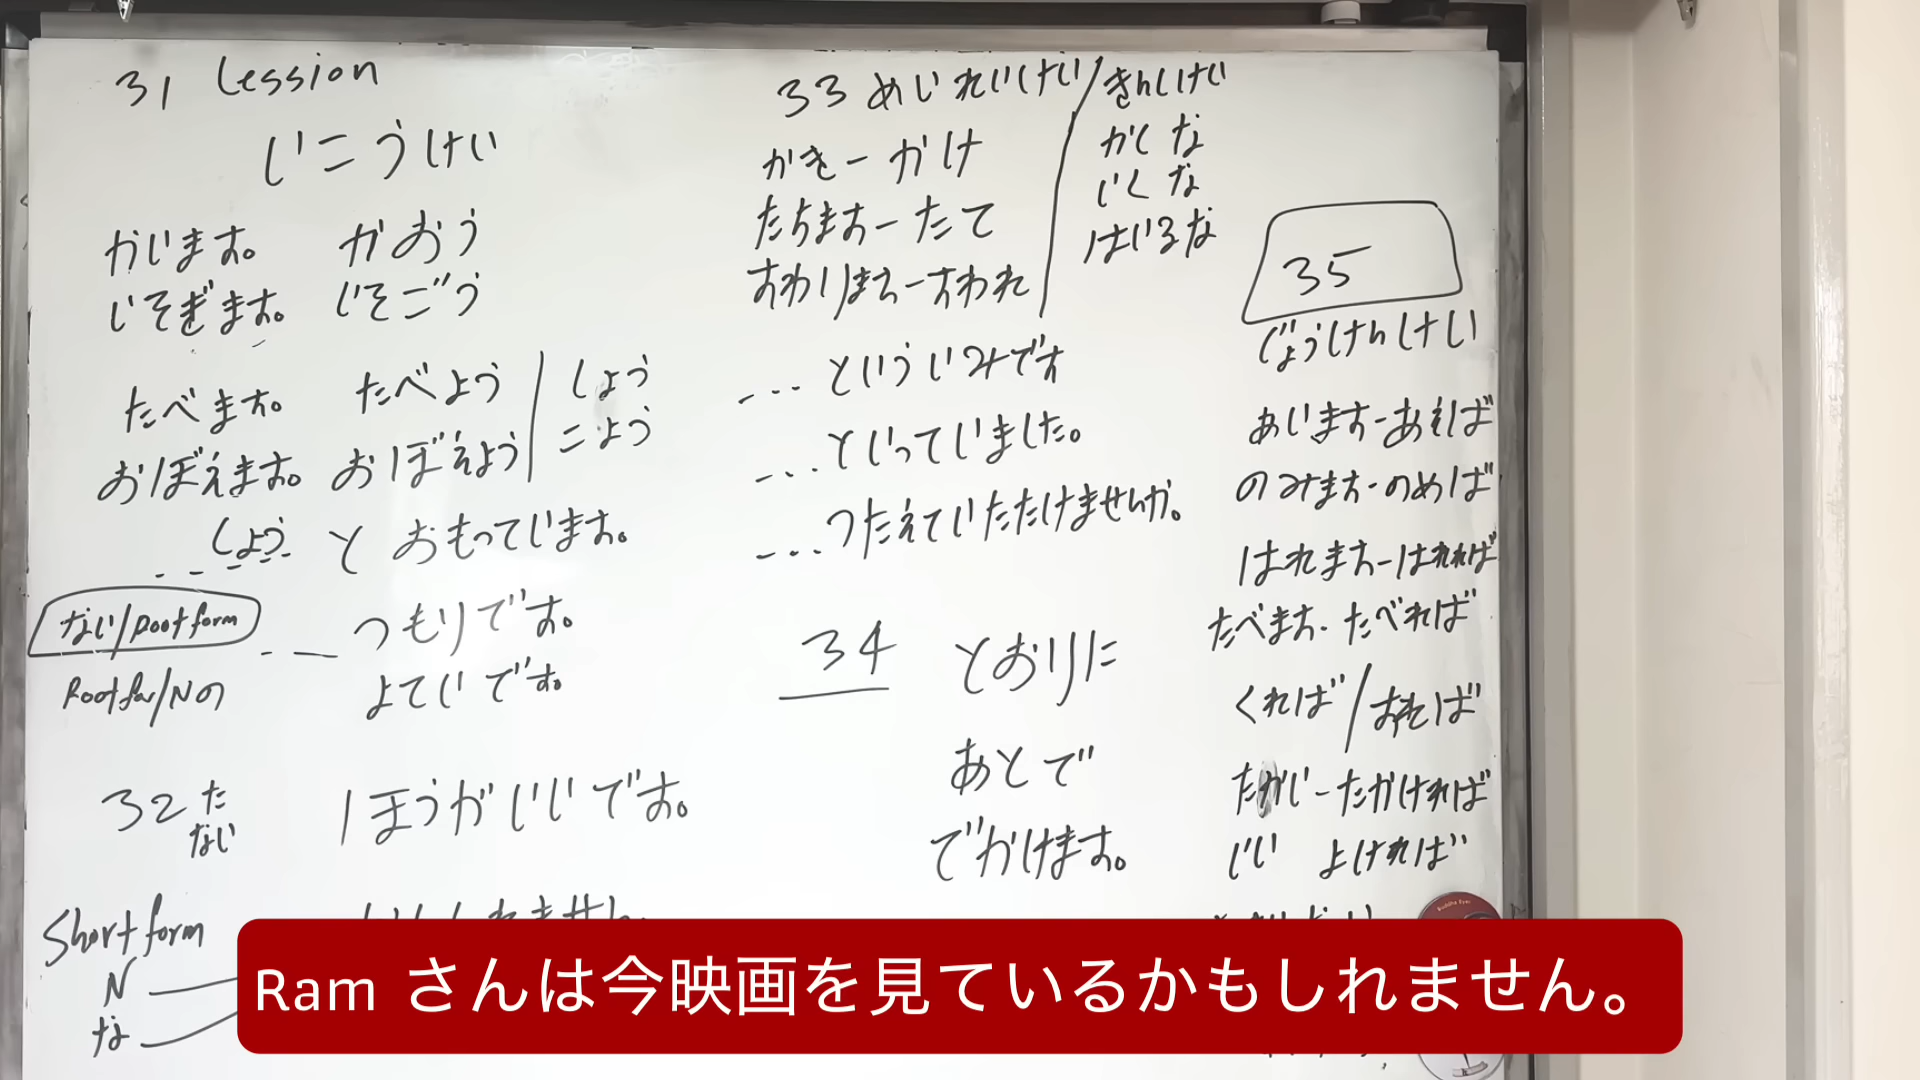 31 Lession
いこうけい
かいます。 かおう
いそぎます。 いそごう
たべます。 たべよう / しよう
おぼえます。 おぼえよう / こよう
- - - しよう と おもっています。
ない/Root form - - つもりです。
Root for/Nの よてい です。
32 た ない ほうがいいです。
Short form かもしれません
N
な
33 めいれいけい/きんしけい
かき - かけ
たちます - たて
すわります - すわれ
かく な
いく な
はいるな
... といういみです
... といっていました。
... つたえていただけませんか。
34 とおりに
あとで
でかけます。
35
じょうけんけい
あいます - あえば
のみます - のめば
はれます - はれれば
たべます - たべれば
くれば / すれば
たかい - たかければ
いい よければ
Ram さんは今映画を見ているかもしれません。